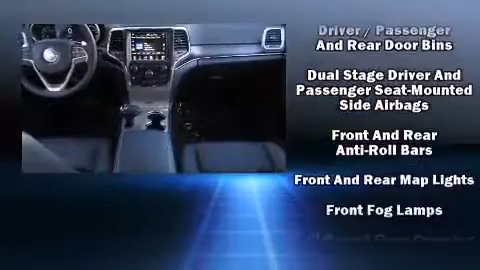 Driver / Passenger
And Rear Door Bins
Dual Stage Driver And
Passenger Seat-Mounted
Side Airbags
Front And Rear
Anti-Roll Bars
Front And Rear Map Lights
Front Fog Lamps